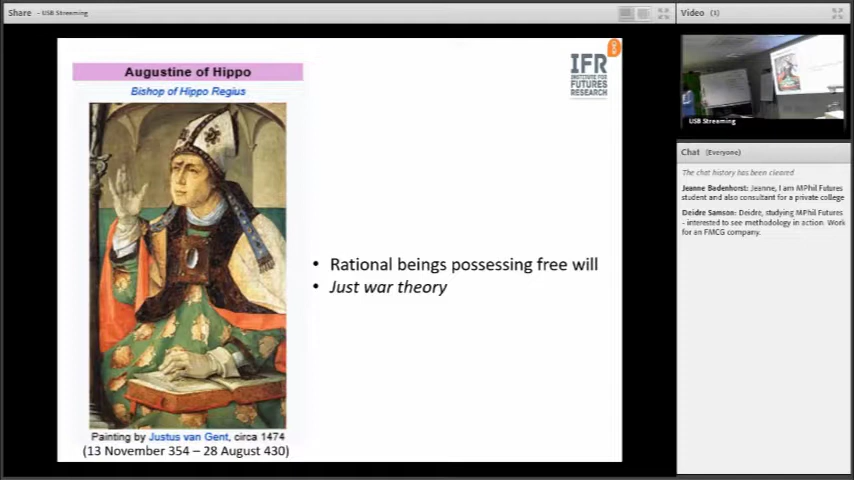 Share - USB Streaming
Augustine of Hippo
Bishop of Hippo Regius
IFR
INSTITUTE FOR
FUTURES
RESEARCH
• Rational beings possessing free will
• Just war theory
Painting by Justus van Gent, circa 1474
(13 November 354 – 28 August 430)
Video (1)
USB Streaming
Chat (Everyone)
The chat history has been cleared
Jeanne Badenhorst: Jeanne, I am MPhil Futures
student and also consultant for a private college
Deidre Samson: Deidre, studying MPhil Futures
- interested to see methodology in action. Work
for an FMCG company.